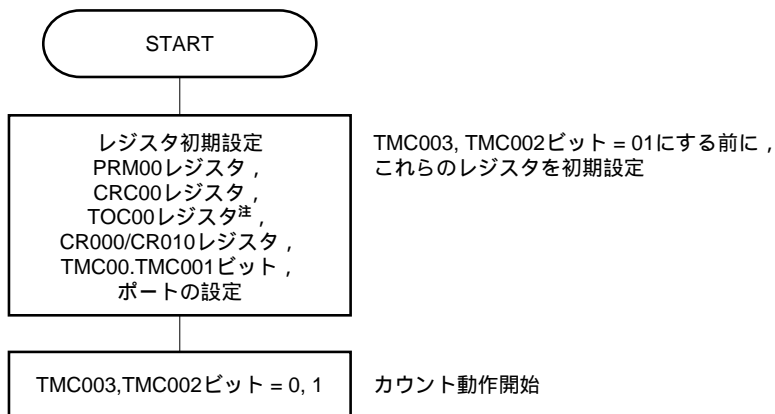 START
レジスタ初期設定
PRM00レジスタ，
CRC00レジスタ，
TOC00レジスタ注，
CR000/CR010レジスタ，
TMC00.TMC001ビット，
ポートの設定
TMC003, TMC002ビット = 01にする前に，
これらのレジスタを初期設定
TMC003,TMC002ビット = 0, 1
カウント動作開始